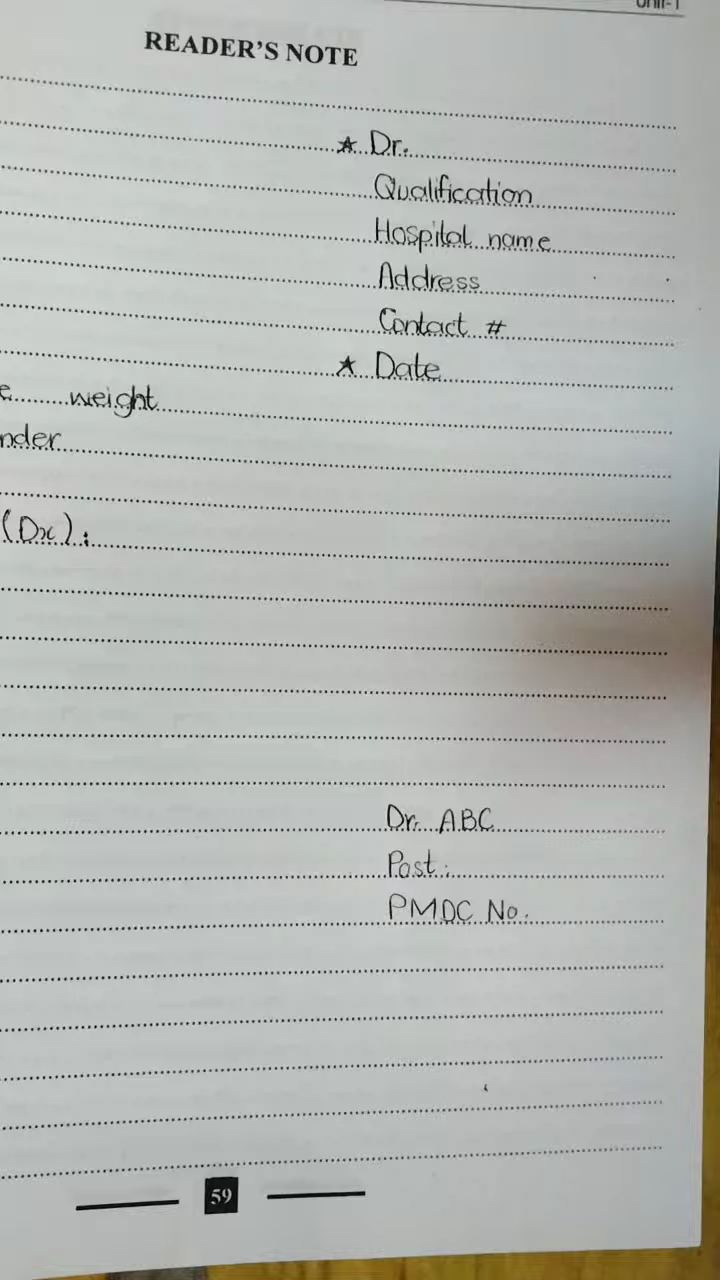 Unit-1
READER'S NOTE
★ Dr.
Qualification
Hospital name
Address
Contact #
★ Date
e weight
nder
(Dx):
Dr. ABC
Post:
PMDC No.
59